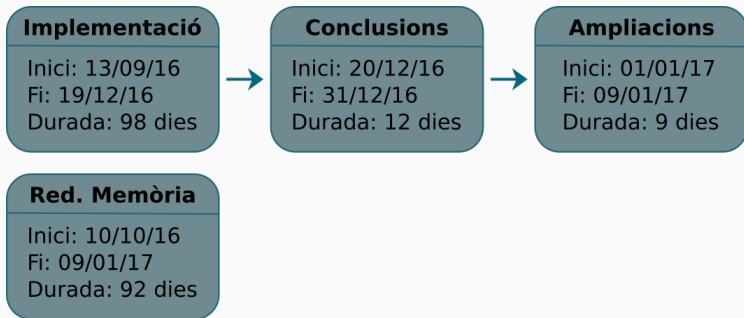 Implementació
Inici: 13/09/16
Fi: 19/12/16
Durada: 98 dies
Conclusions
Inici: 20/12/16
Fi: 31/12/16
Durada: 12 dies
Ampliacions
Inici: 01/01/17
Fi: 09/01/17
Durada: 9 dies
Red. Memòria
Inici: 10/10/16
Fi: 09/01/17
Durada: 92 dies